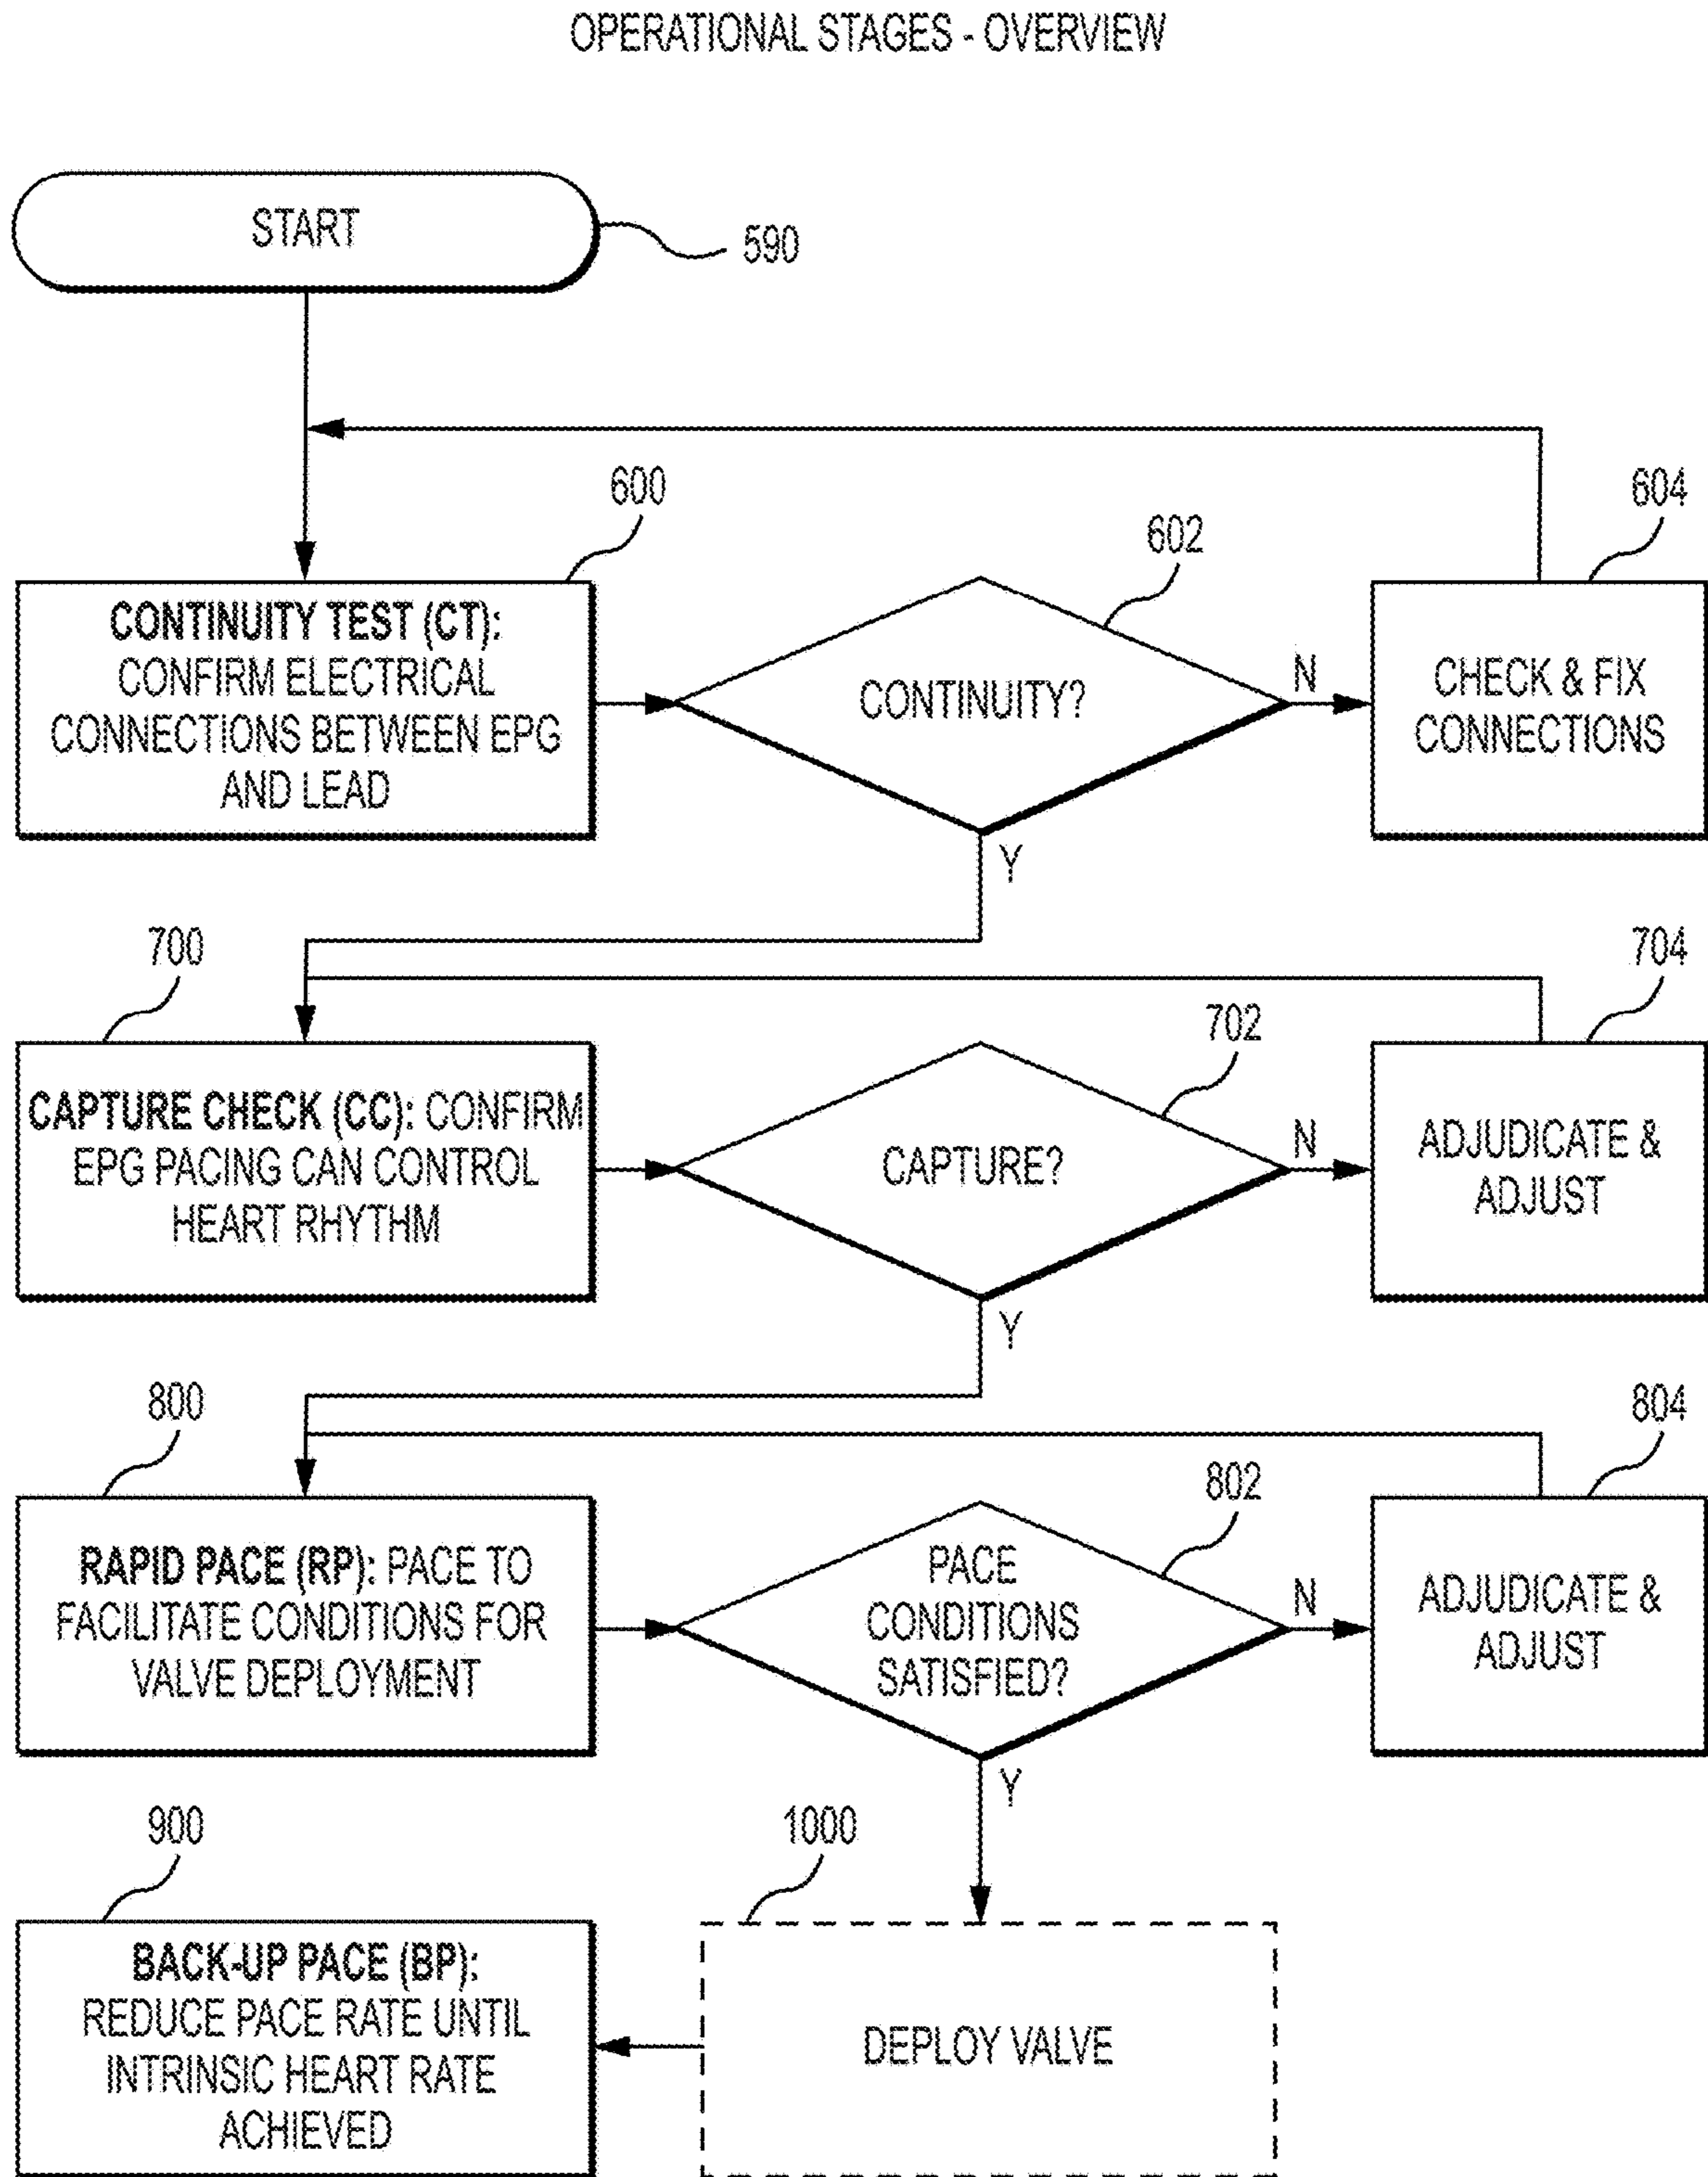 OPERATIONAL STAGES - OVERVIEW
START
590
600
602
604
CONTINUITY TEST (CT):
CONFIRM ELECTRICAL
CONNECTIONS BETWEEN EPG
AND LEAD
CONTINUITY?
N
CHECK & FIX
CONNECTIONS
Y
700
702
704
CAPTURE CHECK (CC): CONFIRM
EPG PACING CAN CONTROL
HEART RHYTHM
CAPTURE?
N
ADJUDICATE &
ADJUST
Y
800
802
804
RAPID PACE (RP): PACE TO
FACILITATE CONDITIONS FOR
VALVE DEPLOYMENT
PACE
CONDITIONS
SATISFIED?
N
ADJUDICATE &
ADJUST
Y
900
1000
BACK-UP PACE (BP):
REDUCE PACE RATE UNTIL
INTRINSIC HEART RATE
ACHIEVED
DEPLOY VALVE